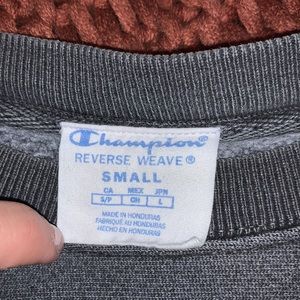 Champion®
REVERSE WEAVE®
SMALL
CA MEX JPN
S/P CH L
MADE IN HONDURAS
FABRIQUÉ AU HONDURAS
HECHO EN HONDURAS